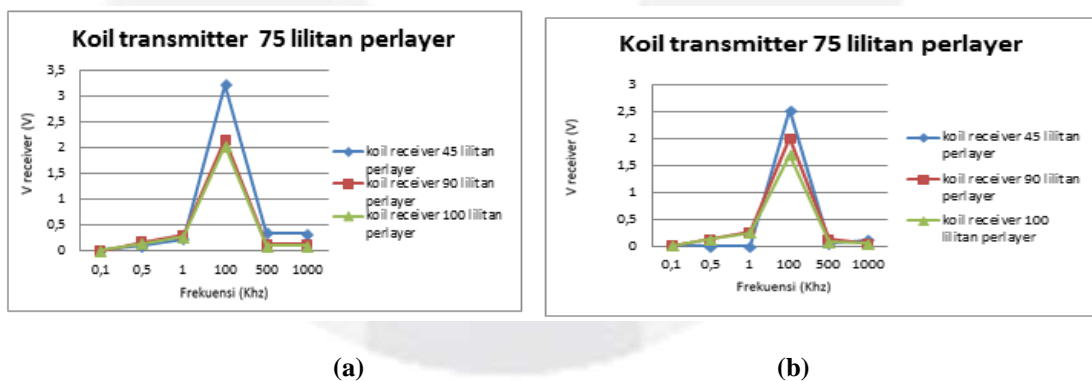 Koil transmitter 75 lilitan perlayer
3,5
3
2,5
2
1,5
1
0,5
0
V receiver (V)
0,1 0,5 1 100 500 1000
Frekuensi (Khz)
koil receiver 45 lilitan
perlayer
koil receiver 90 lilitan
perlayer
koil receiver 100 lilitan
perlayer
(a)
Koil transmitter 75 lilitan perlayer
3
2,5
2
1,5
1
0,5
0
V receiver (V)
0,1 0,5 1 100 500 1000
Frekuensi (Khz)
koil receiver 45 lilitan
perlayer
koil receiver 90 lilitan
perlayer
koil receiver 100
lilitan perlayer
(b)